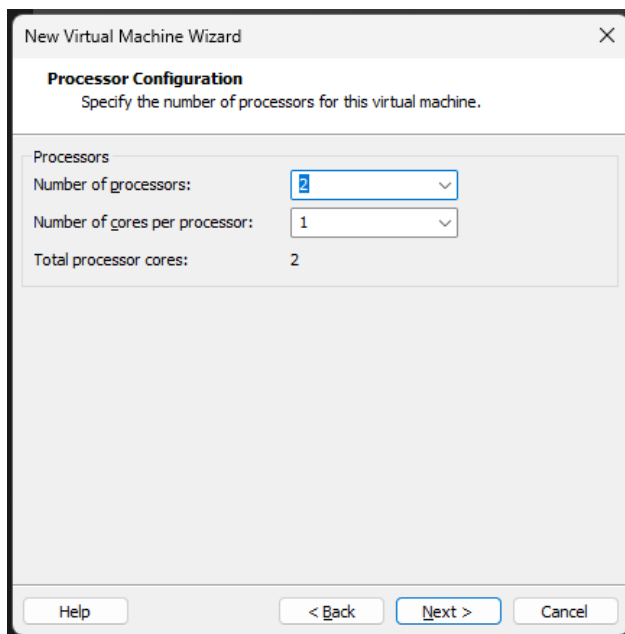 New Virtual Machine Wizard
Processor Configuration
Specify the number of processors for this virtual machine.
Processors
Number of processors: 2
Number of cores per processor: 1
Total processor cores: 2
Help < Back Next > Cancel